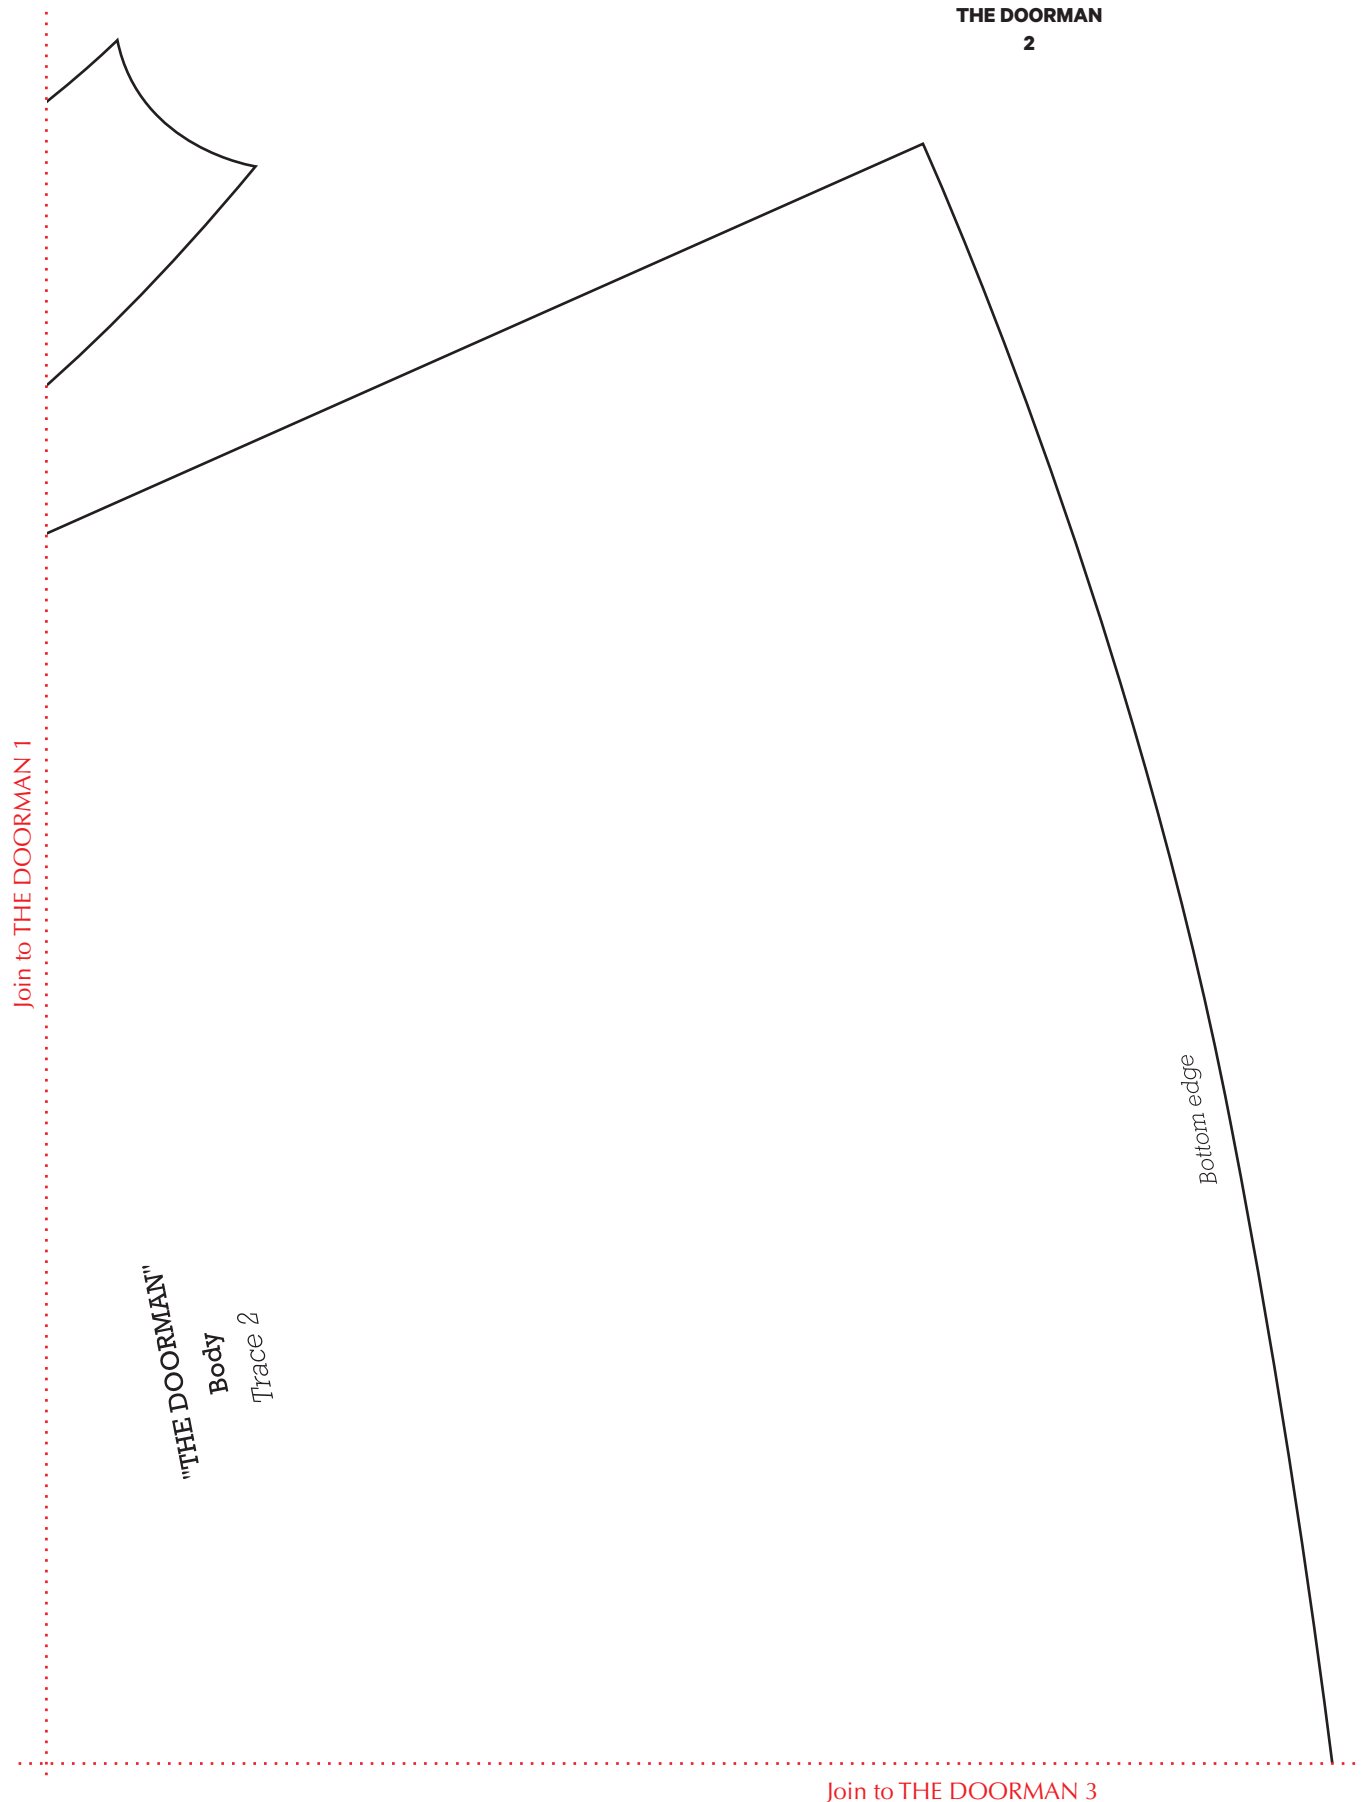 THE DOORMAN
2
Join to THE DOORMAN 1
Bottom edge
"THE DOORMAN"
Body
Trace 2
Join to THE DOORMAN 3